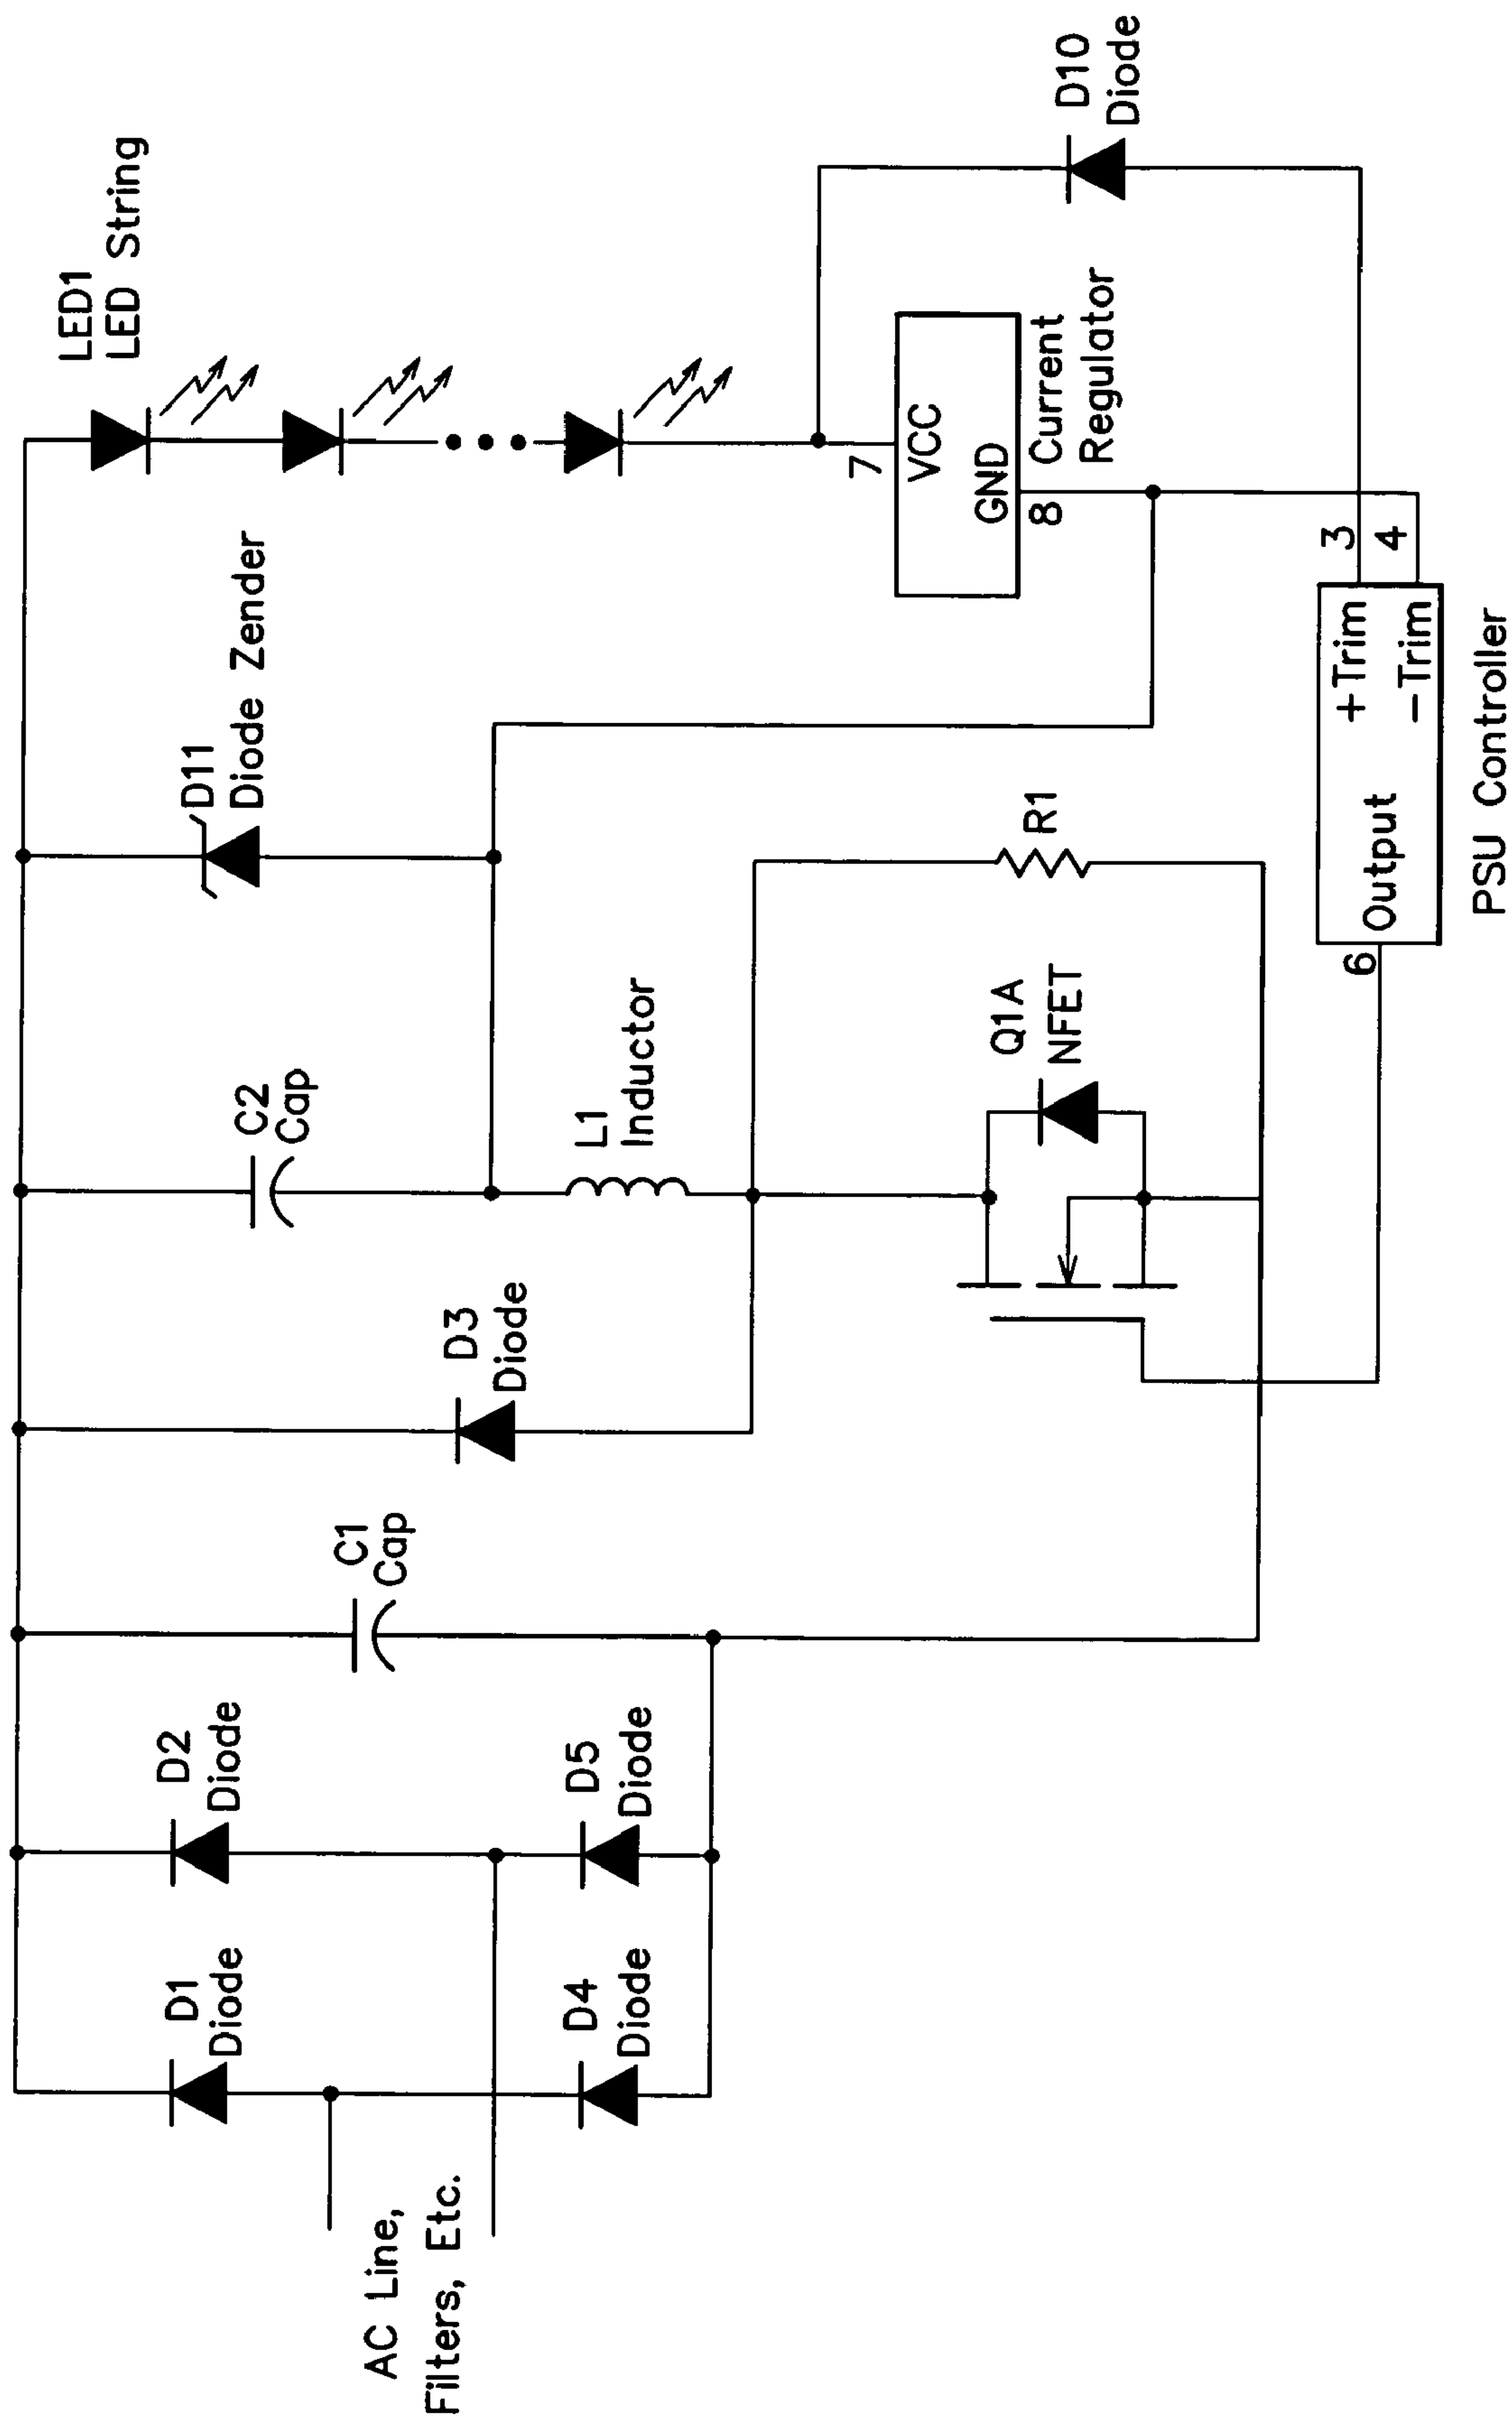 AC Line,
Filters, Etc.
D1
Diode
D2
Diode
D4
Diode
D5
Diode
C1
Cap
D3
Diode
C2
Cap
L1
Inductor
D11
Diode Zender
Q1A
NFET
R1
LED1
LED String
7
VCC
GND
8
Current
Regulator
D10
Diode
3
4
+Trim
-Trim
Output
6
PSU Controller